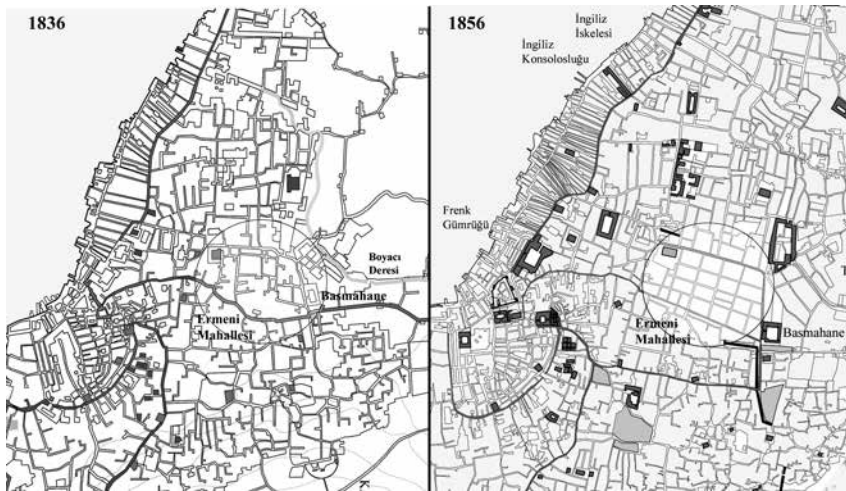 1836
Boyacı
Deresi
Basmahane
Ermeni
Mahallesi
K
1856
İngiliz
İskelesi
İngiliz
Konsolosluğu
Frenk
Gümrüğü
Ermeni
Mahallesi
Basmahane
T